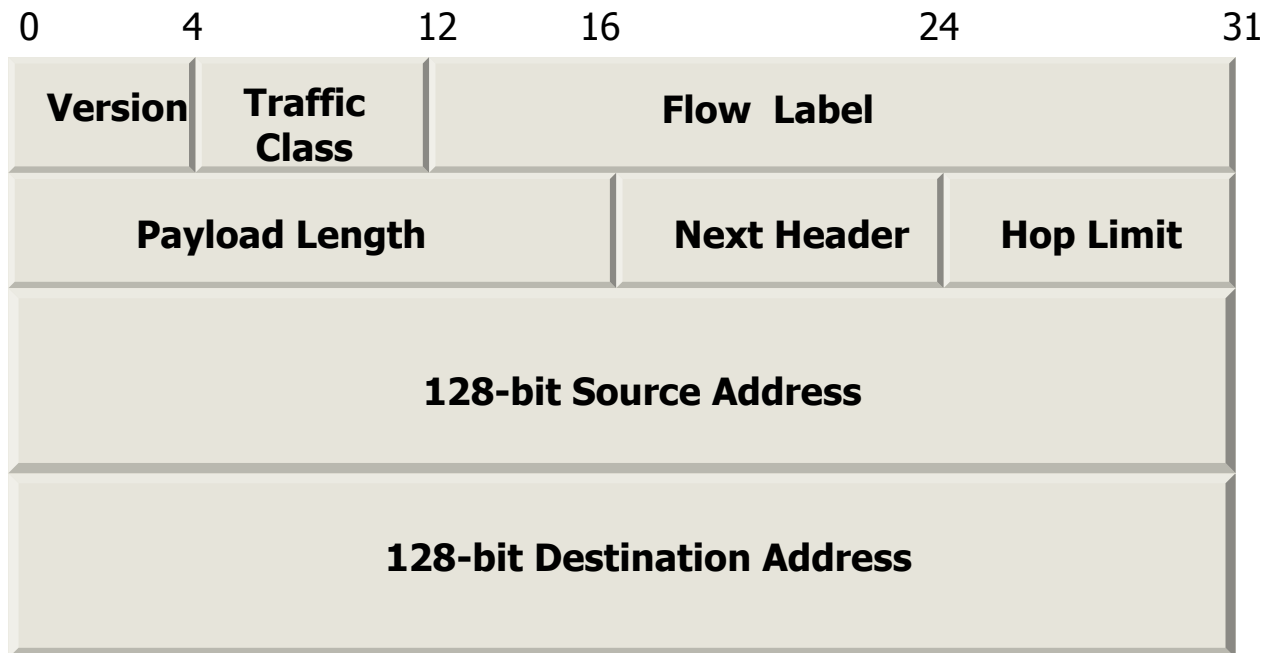 0 4 12 16 24 31
Version Traffic Class Flow Label
Payload Length Next Header Hop Limit
128-bit Source Address
128-bit Destination Address